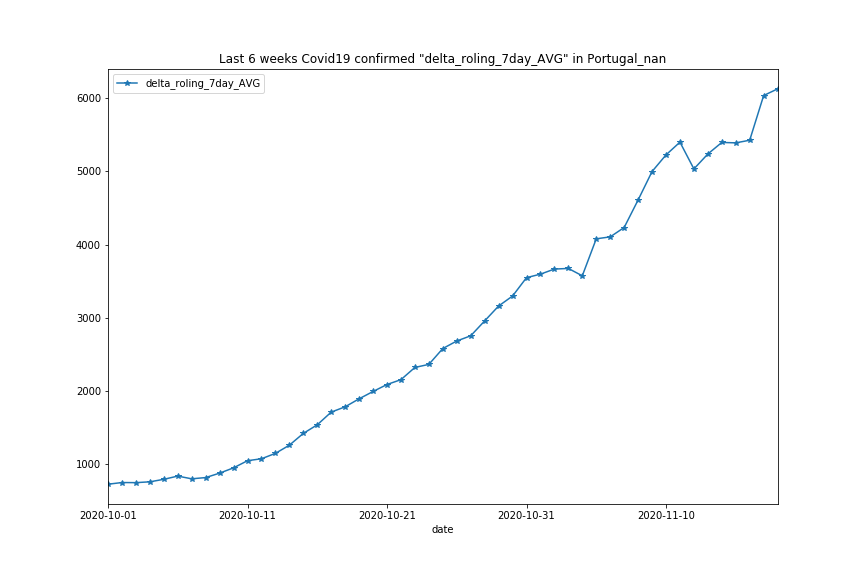 Last 6 weeks Covid19 confirmed "delta_roling_7day_AVG" in Portugal_nan
delta_roling_7day_AVG
6000
5000
4000
3000
2000
1000
2020-10-01 2020-10-11 2020-10-21 2020-10-31 2020-11-10
date